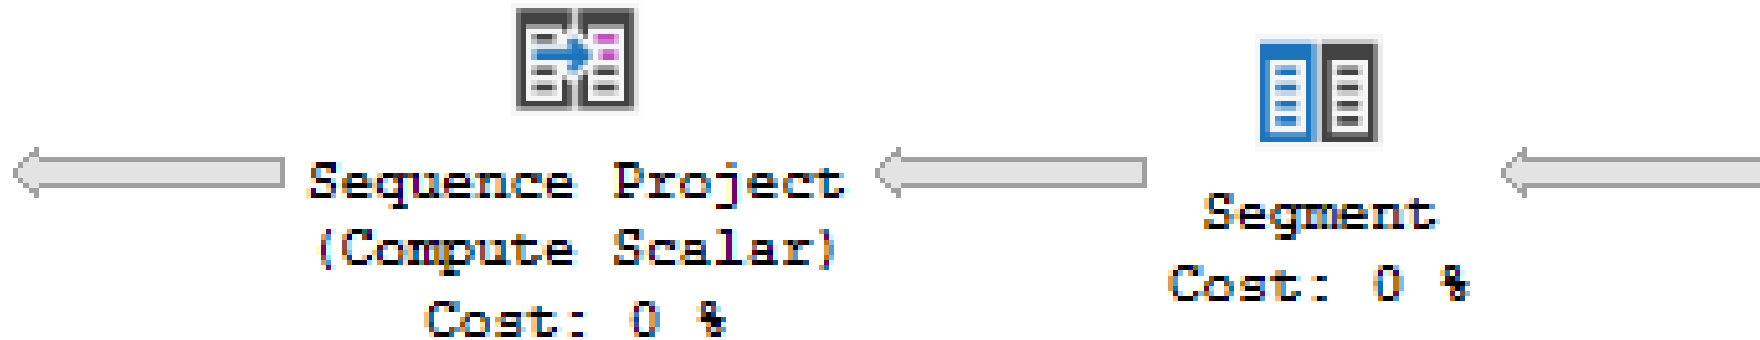 Sequence Project
(Compute Scalar)
Cost: 0 %
Segment
Cost: 0 %